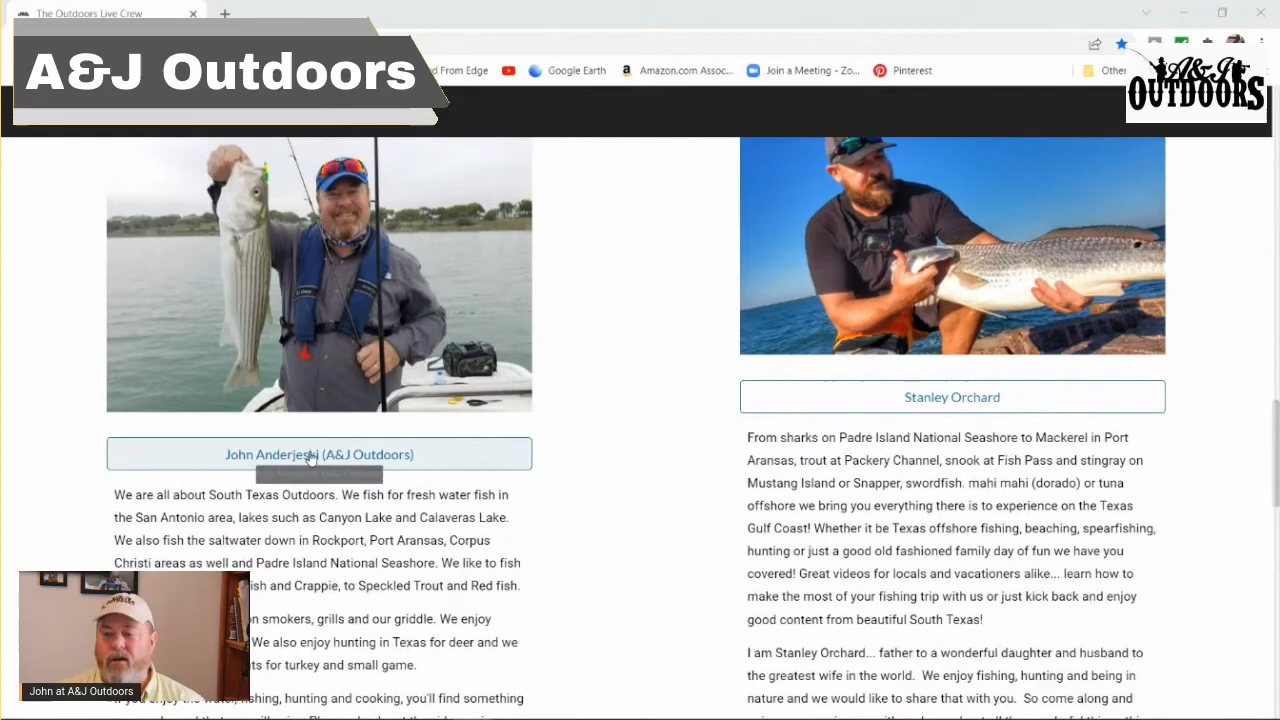 The Outdoors Live Crew
A&J Outdoors
d From Edge
Google Earth
Amazon.com Assoc...
Join a Meeting - Zo...
Pinterest
Other
A&J
OUTDOORS
John Anderjeski (A&J Outdoors)
We are all about South Texas Outdoors. We fish for fresh water fish in
the San Antonio area, lakes such as Canyon Lake and Calaveras Lake.
We also fish the saltwater down in Rockport, Port Aransas, Corpus
Christi areas as well and Padre Island National Seashore. We like to fish
ish and Crappie, to Speckled Trout and Red fish.
n smokers, grills and our griddle. We enjoy
We also enjoy hunting in Texas for deer and we
ts for turkey and small game.
fishing, hunting and cooking, you'll find something
Stanley Orchard
From sharks on Padre Island National Seashore to Mackerel in Port
Aransas, trout at Packery Channel, snook at Fish Pass and stingray on
Mustang Island or Snapper, swordfish. mahi mahi (dorado) or tuna
offshore we bring you everything there is to experience on the Texas
Gulf Coast! Whether it be Texas offshore fishing, beaching, spearfishing,
hunting or just a good old fashioned family day of fun we have you
covered! Great videos for locals and vacationers alike... learn how to
make the most of your fishing trip with us or just kick back and enjoy
good content from beautiful South Texas!
I am Stanley Orchard... father to a wonderful daughter and husband to
the greatest wife in the world. We enjoy fishing, hunting and being in
nature and we would like to share that with you. So come along and
John at A&J Outdoors